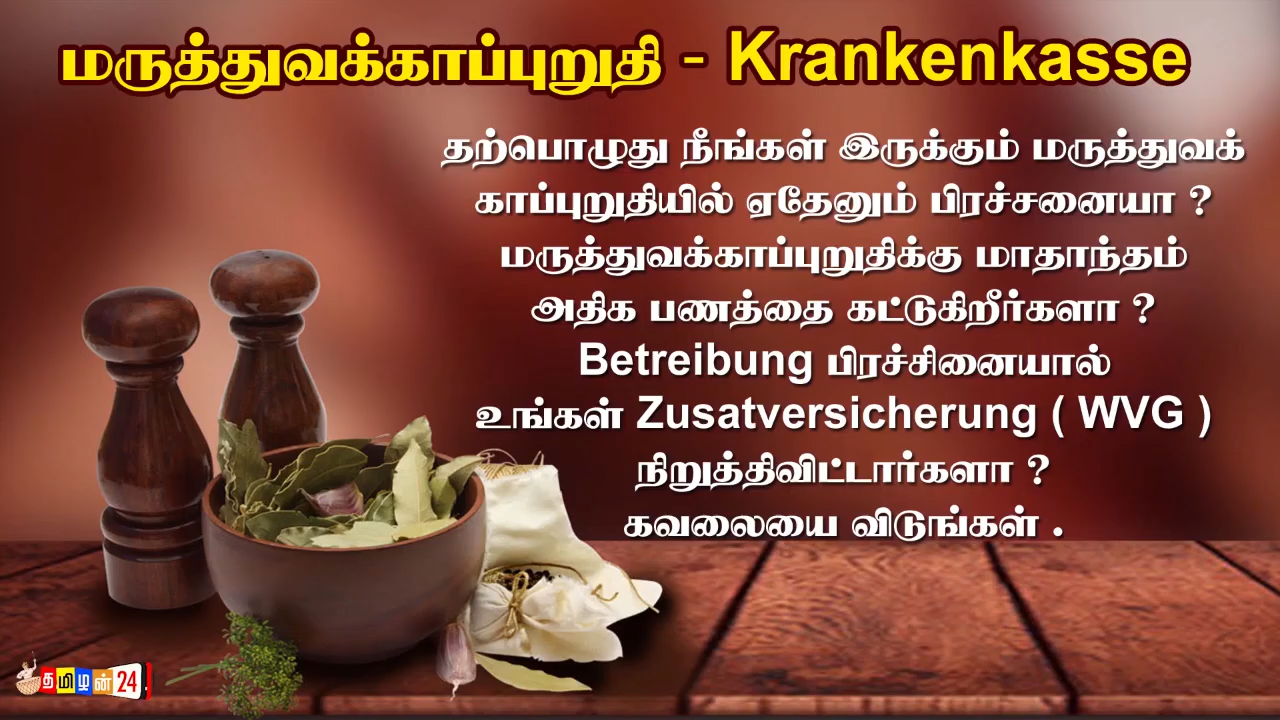 மருத்துவக்காப்புறுதி - Krankenkasse
தற்பொழுது நீங்கள் இருக்கும் மருத்துவக்
காப்புறுதியில் ஏதேனும் பிரச்சனையா ?
மருத்துவக்காப்புறுதிக்கு மாதாந்தம்
அதிக பணத்தை கட்டுகிறீர்களா ?
Betreibung பிரச்சினையால்
உங்கள் Zusatversicherung ( WVG )
நிறுத்திவிட்டார்களா ?
கவலையை விடுங்கள் .
தமிழன் 24